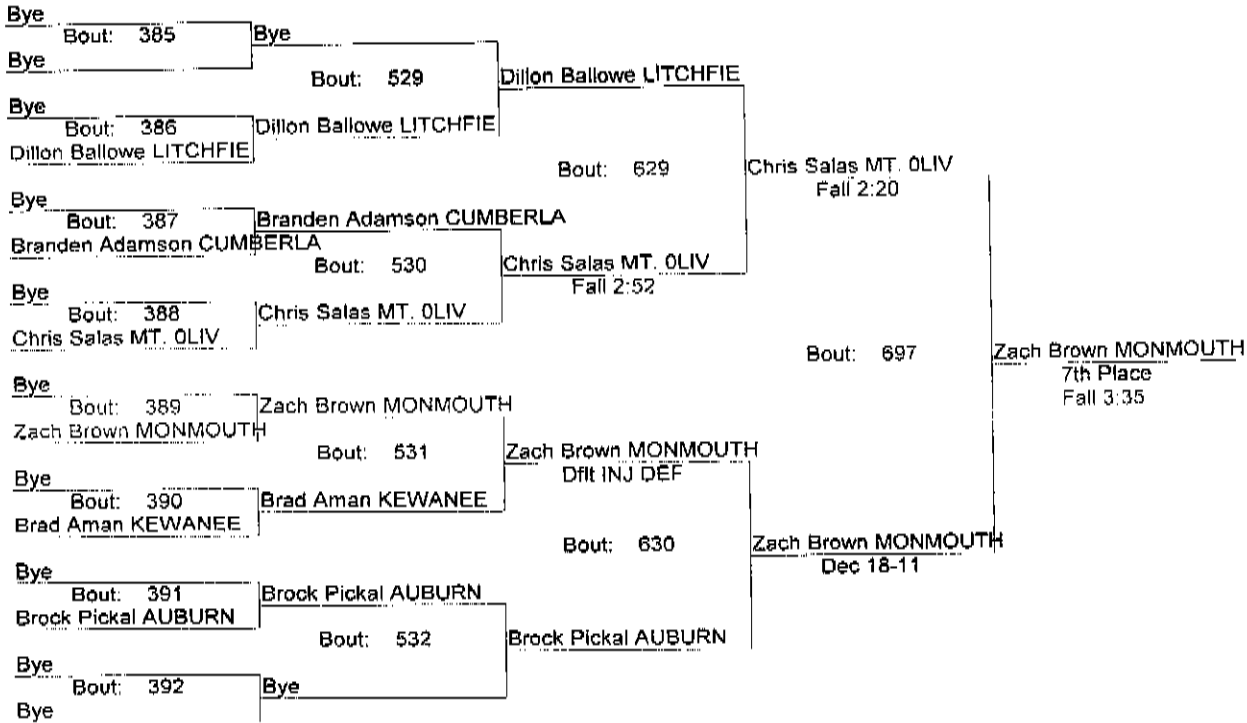 Bye
Bout: 385
Bye
Bye
Bout: 529
Dillon Ballowe LITCHFIE
Bye
Bout: 386
Dillon Ballowe LITCHFIE
Dillon Ballowe LITCHFIE
Bout: 629
Chris Salas MT. 0LIV
Fall 2:20
Bye
Bout: 387
Branden Adamson CUMBERLA
Branden Adamson CUMBERLA
Bout: 530
Chris Salas MT. 0LIV
Fall 2:52
Bye
Bout: 388
Chris Salas MT. 0LIV
Chris Salas MT. 0LIV
Bout: 697
Zach Brown MONMOUTH
7th Place
Fall 3:35
Bye
Bout: 389
Zach Brown MONMOUTH
Zach Brown MONMOUTH
Bout: 531
Zach Brown MONMOUTH
Dflt INJ DEF
Bye
Bout: 390
Brad Aman KEWANEE
Brad Aman KEWANEE
Bout: 630
Zach Brown MONMOUTH
Dec 18-11
Bye
Bout: 391
Brock Pickal AUBURN
Brock Pickal AUBURN
Bout: 532
Brock Pickal AUBURN
Bye
Bout: 392
Bye
Bye